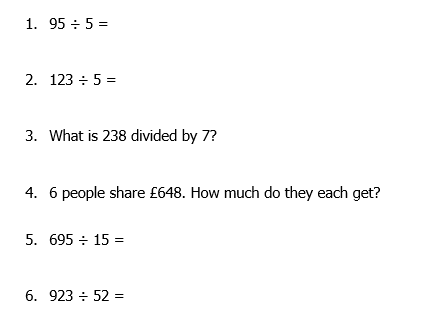 1. 95 ÷ 5 =
2. 123 ÷ 5 =
3. What is 238 divided by 7?
4. 6 people share £648. How much do they each get?
5. 695 ÷ 15 =
6. 923 ÷ 52 =